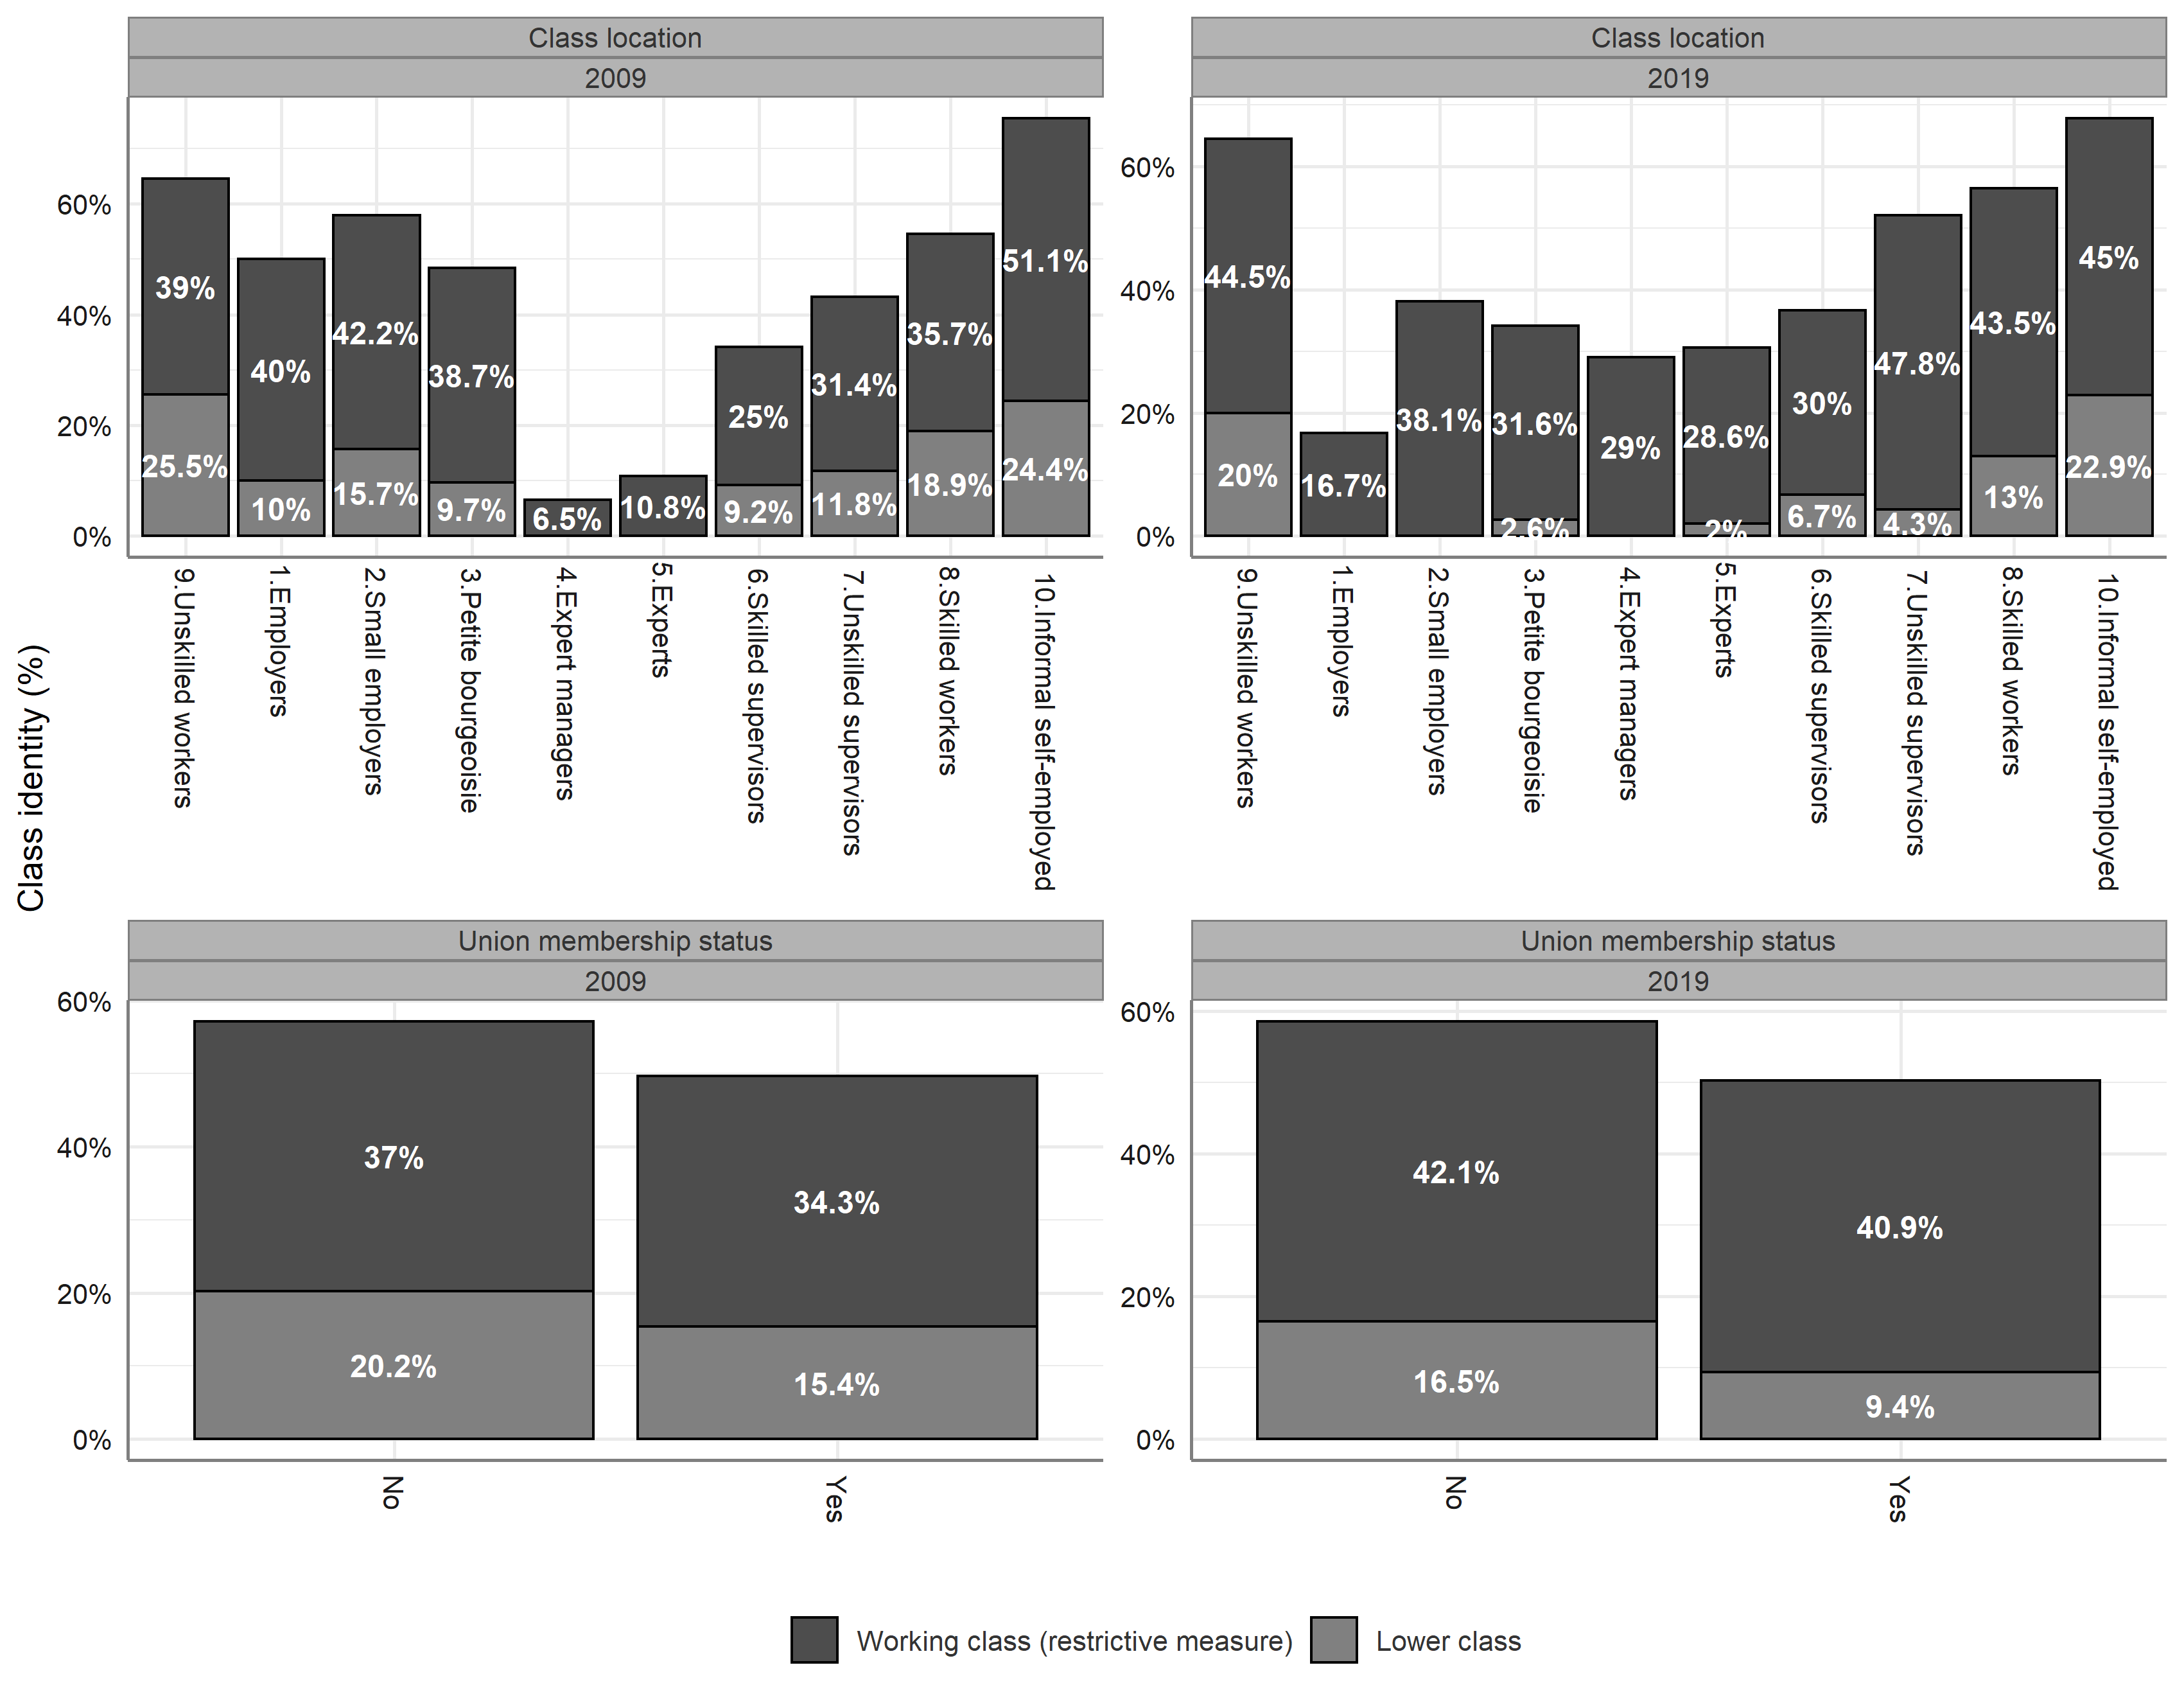 Class location
2009
60%
40%
20%
0%
39%
25.5%
40%
10%
42.2%
15.7%
38.7%
9.7%
6.5%
10.8%
25%
9.2%
31.4%
11.8%
35.7%
18.9%
51.1%
24.4%
9.Unskilled workers
1.Employers
2.Small employers
3.Petite bourgeoisie
4.Expert managers
5.Experts
6.Skilled supervisors
7.Unskilled supervisors
8.Skilled workers
10.Informal self-employed
Class location
2019
60%
40%
20%
0%
44.5%
20%
16.7%
38.1%
31.6%
2.6%
29%
28.6%
2%
30%
6.7%
47.8%
4.3%
43.5%
13%
45%
22.9%
9.Unskilled workers
1.Employers
2.Small employers
3.Petite bourgeoisie
4.Expert managers
5.Experts
6.Skilled supervisors
7.Unskilled supervisors
8.Skilled workers
10.Informal self-employed
Class identity (%)
Union membership status
2009
60%
40%
20%
0%
37%
20.2%
34.3%
15.4%
No
Yes
Union membership status
2019
60%
40%
20%
0%
42.1%
16.5%
40.9%
9.4%
No
Yes
Working class (restrictive measure)
Lower class